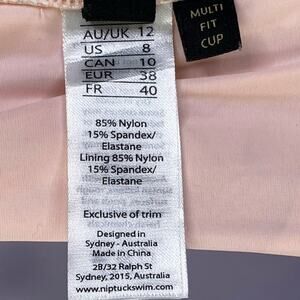 MULTI
FIT
CUP
AU/UK 12
US 8
CAN 10
EUR 38
FR 40
85% Nylon
15% Spandex/
Elastane
Lining 85% Nylon
15% Spandex/
Elastane
Exclusive of trim
Designed in
Sydney - Australia
Made in China
2B/32 Ralph St
Sydney, 2015, Australia
www.niptuckswim.com